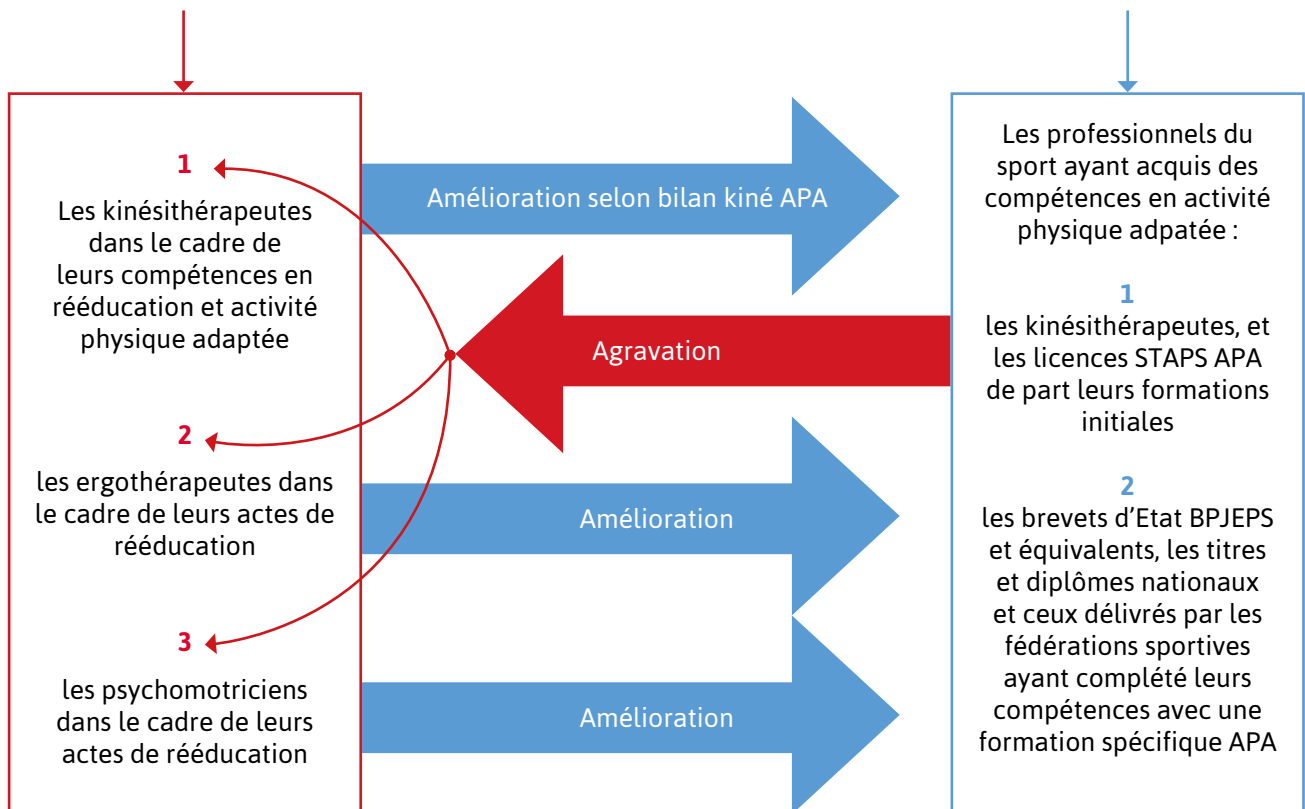 1
Les kinésithérapeutes
dans le cadre de
leurs compétences en
rééducation et activité
physique adaptée
2
les ergothérapeutes dans
le cadre de leurs actes de
rééducation
3
les psychomotriciens
dans le cadre de leurs
actes de rééducation
Amélioration selon bilan kiné APA
Agravation
Amélioration
Amélioration
Les professionnels du
sport ayant acquis des
compétences en activité
physique adpatée :
1
les kinésithérapeutes, et
les licences STAPS APA
de part leurs formations
initiales
2
les brevets d’Etat BPJEPS
et équivalents, les titres
et diplômes nationaux
et ceux délivrés par les
fédérations sportives
ayant complété leurs
compétences avec une
formation spécifique APA